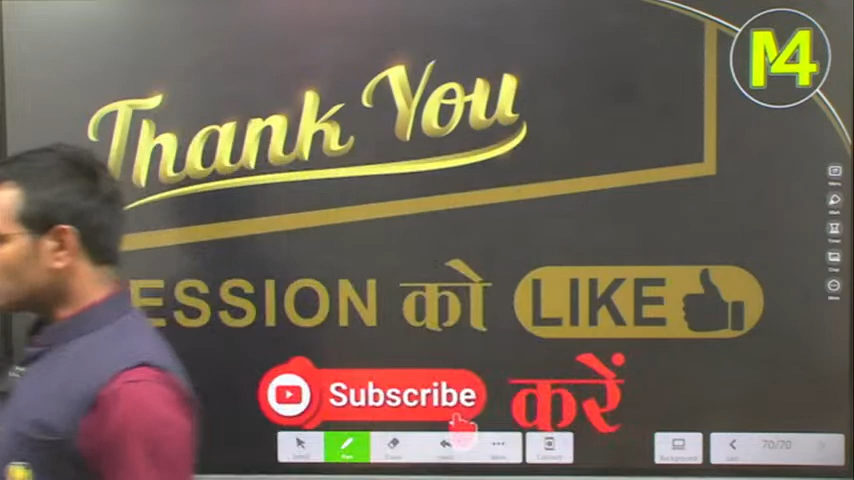 M4
Thank You
ESSION को LIKE
Subscribe करें
70/70